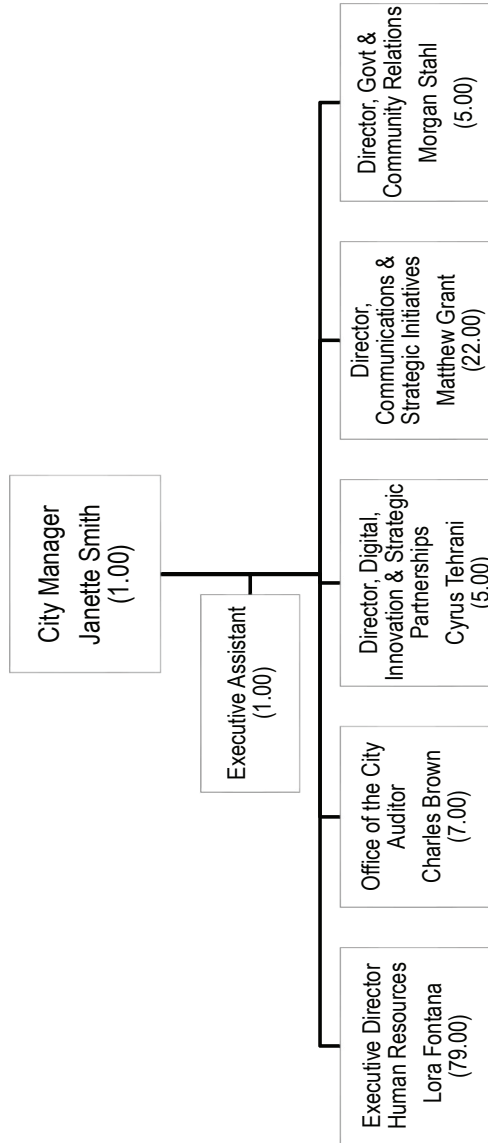 City Manager
Janette Smith
(1.00)
Executive Assistant
(1.00)
Executive Director
Human Resources
Lora Fontana
(79.00)
Office of the City
Auditor
Charles Brown
(7.00)
Director, Digital,
Innovation & Strategic
Partnerships
Cyrus Tehrani
(5.00)
Director,
Communications &
Strategic Initiatives
Matthew Grant
(22.00)
Director, Govt &
Community Relations
Morgan Stahl
(5.00)